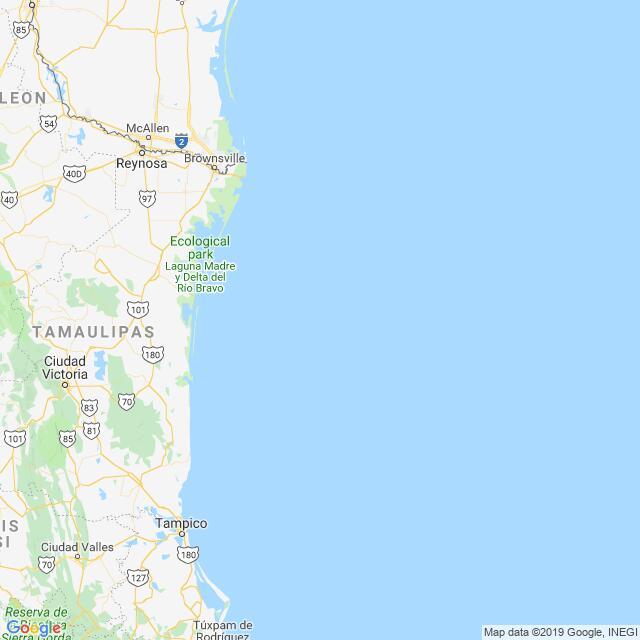 85
LEON
54
McAllen
2
Reynosa
Brownsville
40D
40
97
Ecological
park
Laguna Madre
y Delta del
Río Bravo
101
TAMAULIPAS
180
Ciudad
Victoria
70
83
81
101
85
IS
SI
Tampico
Ciudad Valles
180
70
127
Reserva de
Biosfera
Sierra Gorda
Túxpam de
Rodríguez
Google
Map data ©2019 Google, INEGI